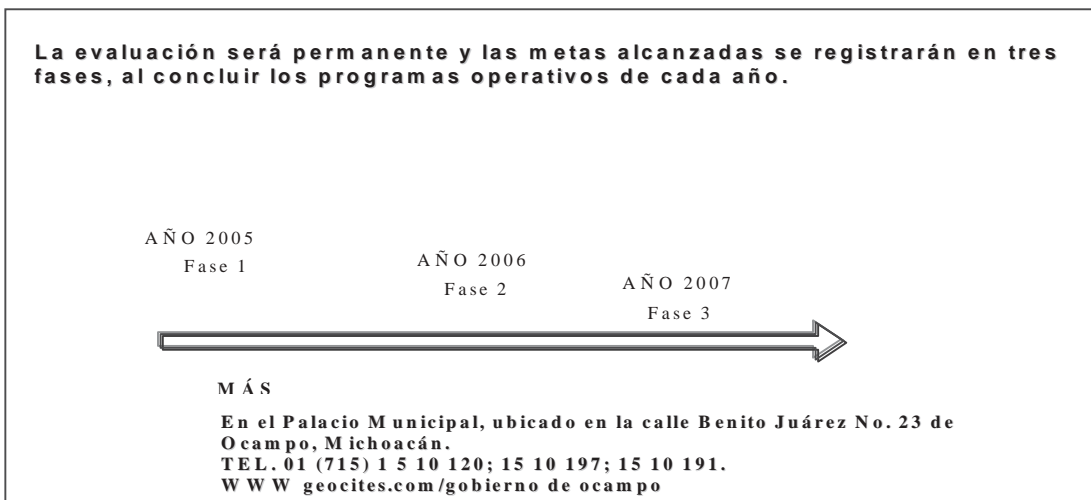 La evaluación será permanente y las metas alcanzadas se registrarán en tres
fases, al concluir los programas operativos de cada año.
AÑO 2005
Fase 1
AÑO 2006
Fase 2
AÑO 2007
Fase 3
MÁS
En el Palacio Municipal, ubicado en la calle Benito Juárez No. 23 de
Ocampo, Michoacán.
TEL. 01 (715) 1 5 10 120; 15 10 197; 15 10 191.
WWW geocites.com/gobierno de ocampo